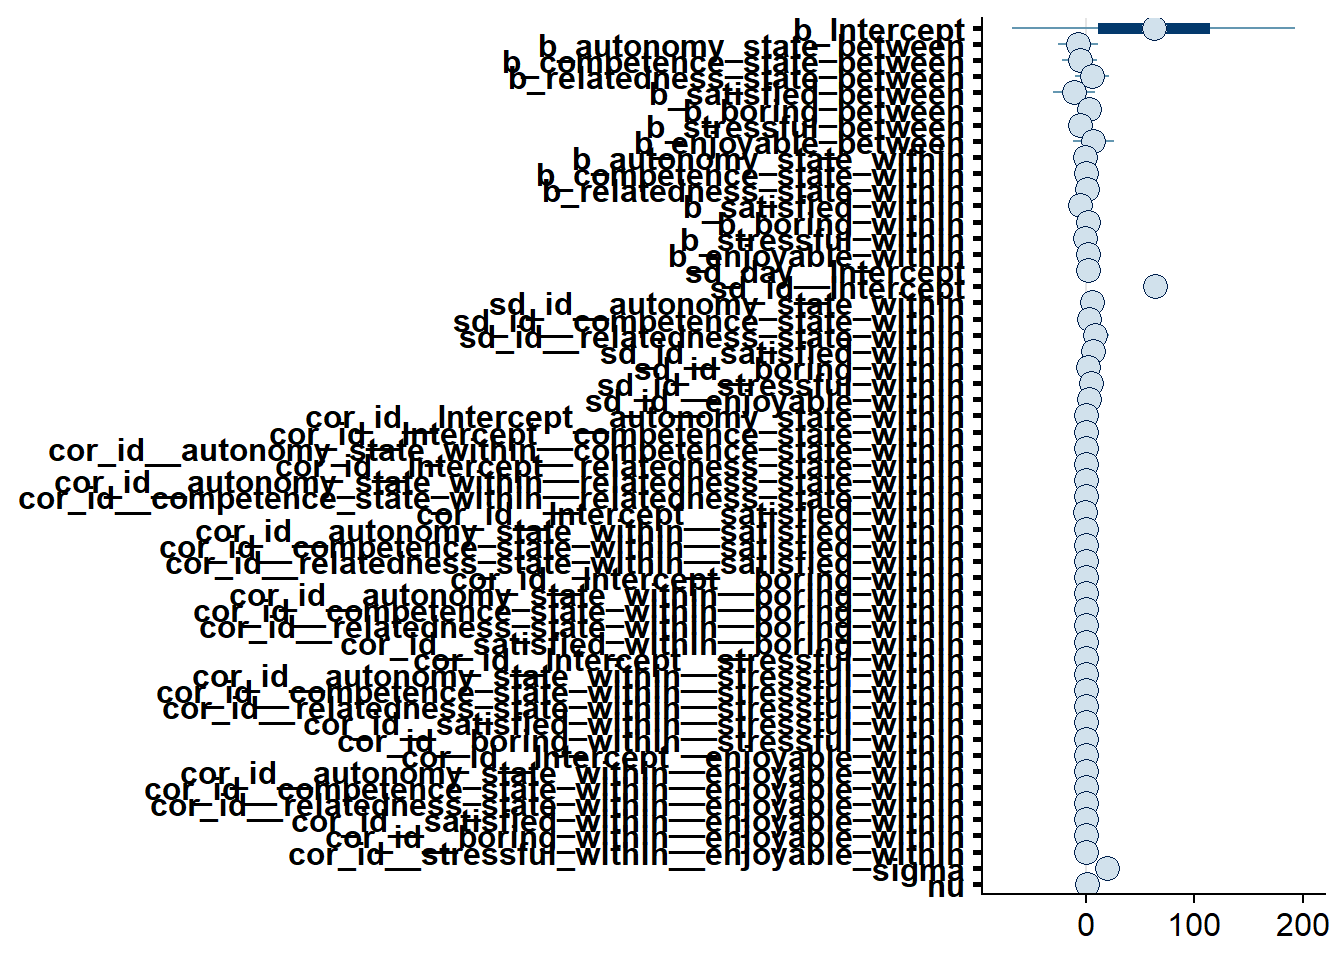 b_Intercept
b_autonomy_state_between
b_competence_state_between
b_relatedness_state_between
b_satisfied_between
b_boring_between
b_stressful_between
b_enjoyable_between
b_autonomy_state_within
b_competence_state_within
b_relatedness_state_within
b_satisfied_within
b_boring_within
b_stressful_within
b_enjoyable_within
sd_day__Intercept
sd_id__Intercept
sd_id__autonomy_state_within
sd_id__competence_state_within
sd_id__relatedness_state_within
sd_id__satisfied_within
sd_id__boring_within
sd_id__stressful_within
sd_id__enjoyable_within
cor_id__Intercept__autonomy_state_within
cor_id__Intercept__competence_state_within
cor_id__autonomy_state_within__competence_state_within
cor_id__Intercept__relatedness_state_within
cor_id__autonomy_state_within__relatedness_state_within
cor_id__competence_state_within__relatedness_state_within
cor_id__Intercept__satisfied_within
cor_id__autonomy_state_within__satisfied_within
cor_id__competence_state_within__satisfied_within
cor_id__relatedness_state_within__satisfied_within
cor_id__Intercept__boring_within
cor_id__autonomy_state_within__boring_within
cor_id__competence_state_within__boring_within
cor_id__relatedness_state_within__boring_within
cor_id__satisfied_within__boring_within
cor_id__Intercept__stressful_within
cor_id__autonomy_state_within__stressful_within
cor_id__competence_state_within__stressful_within
cor_id__relatedness_state_within__stressful_within
cor_id__satisfied_within__stressful_within
cor_id__boring_within__stressful_within
cor_id__Intercept__enjoyable_within
cor_id__autonomy_state_within__enjoyable_within
cor_id__competence_state_within__enjoyable_within
cor_id__relatedness_state_within__enjoyable_within
cor_id__satisfied_within__enjoyable_within
cor_id__boring_within__enjoyable_within
cor_id__stressful_within__enjoyable_within
sigma
nu
0 100 200